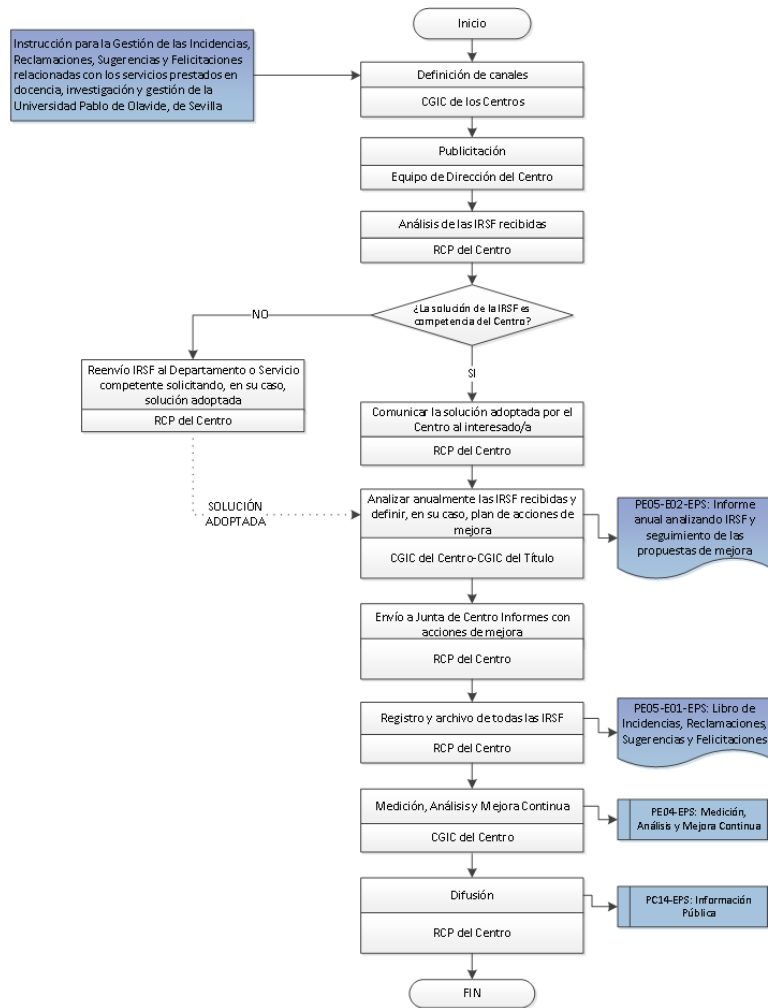 Inicio
Instrucción para la Gestión de las Incidencias,
Reclamaciones, Sugerencias y Felicitaciones
relacionadas con los servicios prestados en
docencia, investigación y gestión de la
Universidad Pablo de Olavide, de Sevilla
Definición de canales
CGIC de los Centros
Publicitación
Equipo de Dirección del Centro
Análisis de las IRSF recibidas
RCP del Centro
¿La solución de la IRSF es
competencia del Centro?
NO
SI
Reenvío IRSF al Departamento o Servicio
competente solicitando, en su caso,
solución adoptada
RCP del Centro
Comunicar la solución adoptada por el
Centro al interesado/a
RCP del Centro
SOLUCIÓN
ADOPTADA
Analizar anualmente las IRSF recibidas y
definir, en su caso, plan de acciones de
mejora
CGIC del Centro-CGIC del Título
PE05-E02-EPS: Informe
anual analizando IRSF y
seguimiento de las
propuestas de mejora
Envío a Junta de Centro Informes con
acciones de mejora
RCP del Centro
Registro y archivo de todas las IRSF
RCP del Centro
PE05-E01-EPS: Libro de
Incidencias, Reclamaciones,
Sugerencias y Felicitaciones
Medición, Análisis y Mejora Continua
CGIC del Centro
PE04-EPS: Medición,
Análisis y Mejora Continua
Difusión
RCP del Centro
PC14-EPS: Información
Pública
FIN